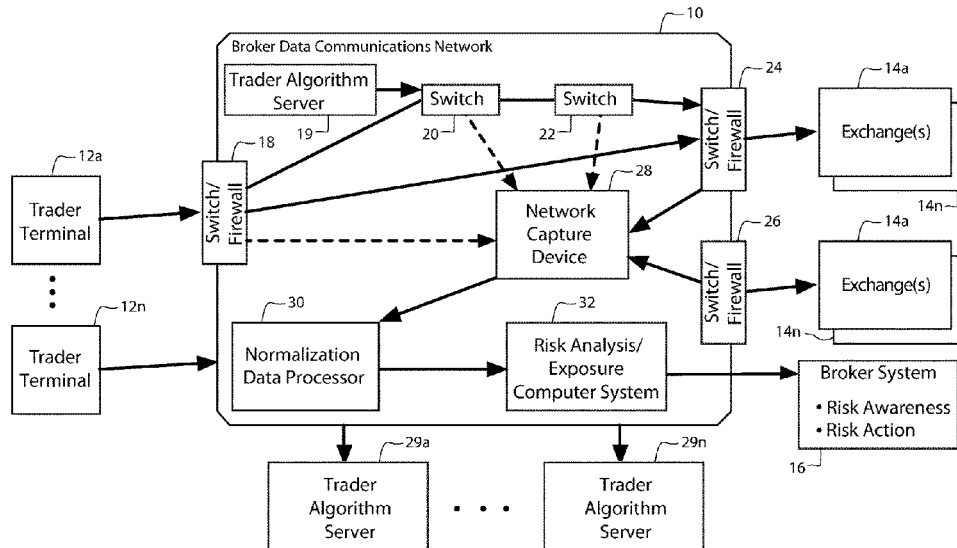 10
Broker Data Communications Network
Trader Algorithm
Server
19
Switch
20
Switch
22
24
Switch/
Firewall
14a
Exchange(s)
14n
18
Switch/
Firewall
12a
Trader
Terminal
28
Network
Capture
Device
26
Switch/
Firewall
14a
Exchange(s)
14n
12n
Trader
Terminal
30
Normalization
Data Processor
32
Risk Analysis/
Exposure
Computer System
Broker System
• Risk Awareness
• Risk Action
16
29a
Trader
Algorithm
Server
29n
Trader
Algorithm
Server